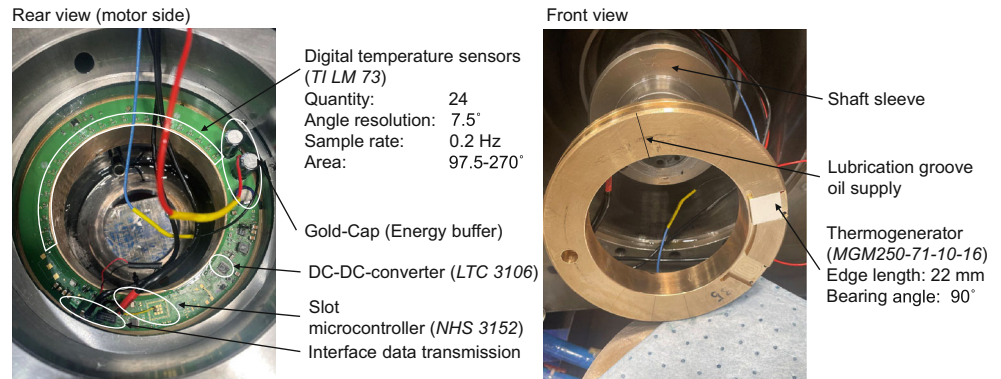 Rear view (motor side)
Digital temperature sensors
(TI LM 73)
Quantity: 24
Angle resolution: 7.5°
Sample rate: 0.2 Hz
Area: 97.5-270°
Gold-Cap (Energy buffer)
DC-DC-converter (LTC 3106)
Slot
microcontroller (NHS 3152)
Interface data transmission
Front view
Shaft sleeve
Lubrication groove
oil supply
Thermogenerator
(MGM250-71-10-16)
Edge length: 22 mm
Bearing angle: 90°